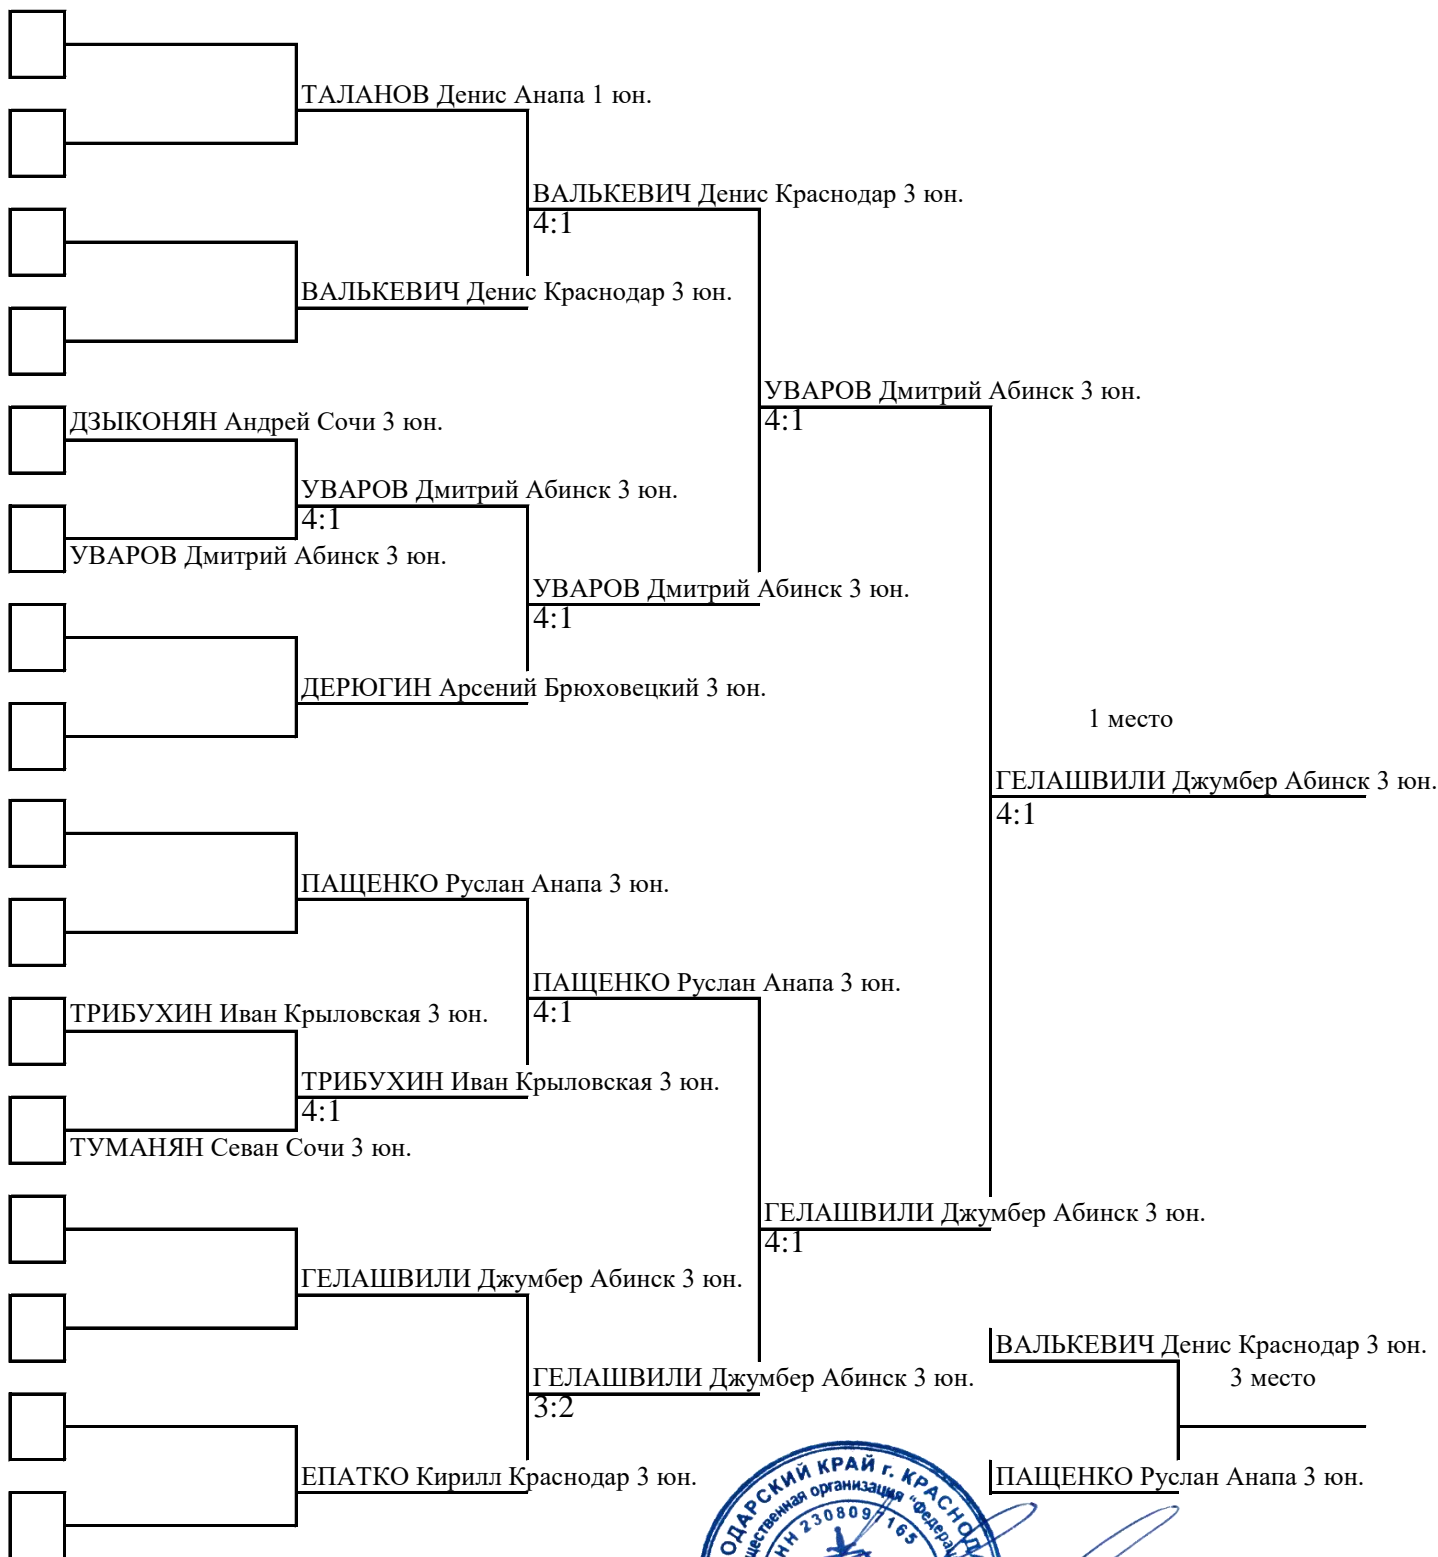 ТАЛАНОВ Денис Анапа 1 юн.
ВАЛЬКЕВИЧ Денис Краснодар 3 юн.
4:1
ВАЛЬКЕВИЧ Денис Краснодар 3 юн.
УВАРОВ Дмитрий Абинск 3 юн.
4:1
ДЗЫКОНЯН Андрей Сочи 3 юн.
УВАРОВ Дмитрий Абинск 3 юн.
4:1
УВАРОВ Дмитрий Абинск 3 юн.
УВАРОВ Дмитрий Абинск 3 юн.
4:1
ДЕРЮГИН Арсений Брюховецкий 3 юн.
1 место
ГЕЛАШВИЛИ Джумбер Абинск 3 юн.
4:1
ПАЩЕНКО Руслан Анапа 3 юн.
ПАЩЕНКО Руслан Анапа 3 юн.
4:1
ТРИБУХИН Иван Крыловская 3 юн.
ТРИБУХИН Иван Крыловская 3 юн.
4:1
ТУМАНЯН Севан Сочи 3 юн.
ГЕЛАШВИЛИ Джумбер Абинск 3 юн.
4:1
ГЕЛАШВИЛИ Джумбер Абинск 3 юн.
ВАЛЬКЕВИЧ Денис Краснодар 3 юн.
3 место
ГЕЛАШВИЛИ Джумбер Абинск 3 юн.
3:2
ЕПАТКО Кирилл Краснодар 3 юн.
ПАЩЕНКО Руслан Анапа 3 юн.
КРАЙ г.
организация
2308097165